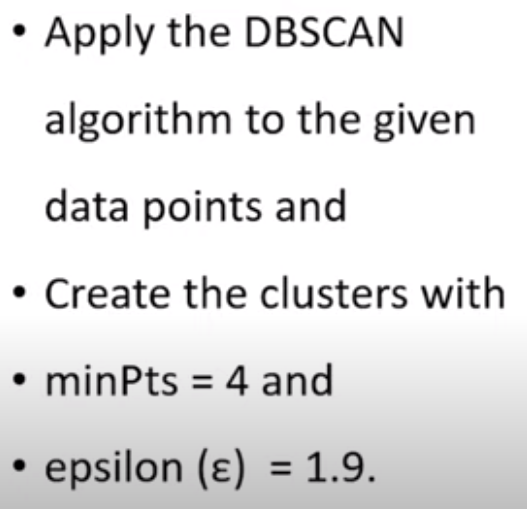 • Apply the DBSCAN
algorithm to the given
data points and
• Create the clusters with
• minPts = 4 and
• epsilon (ε) = 1.9.